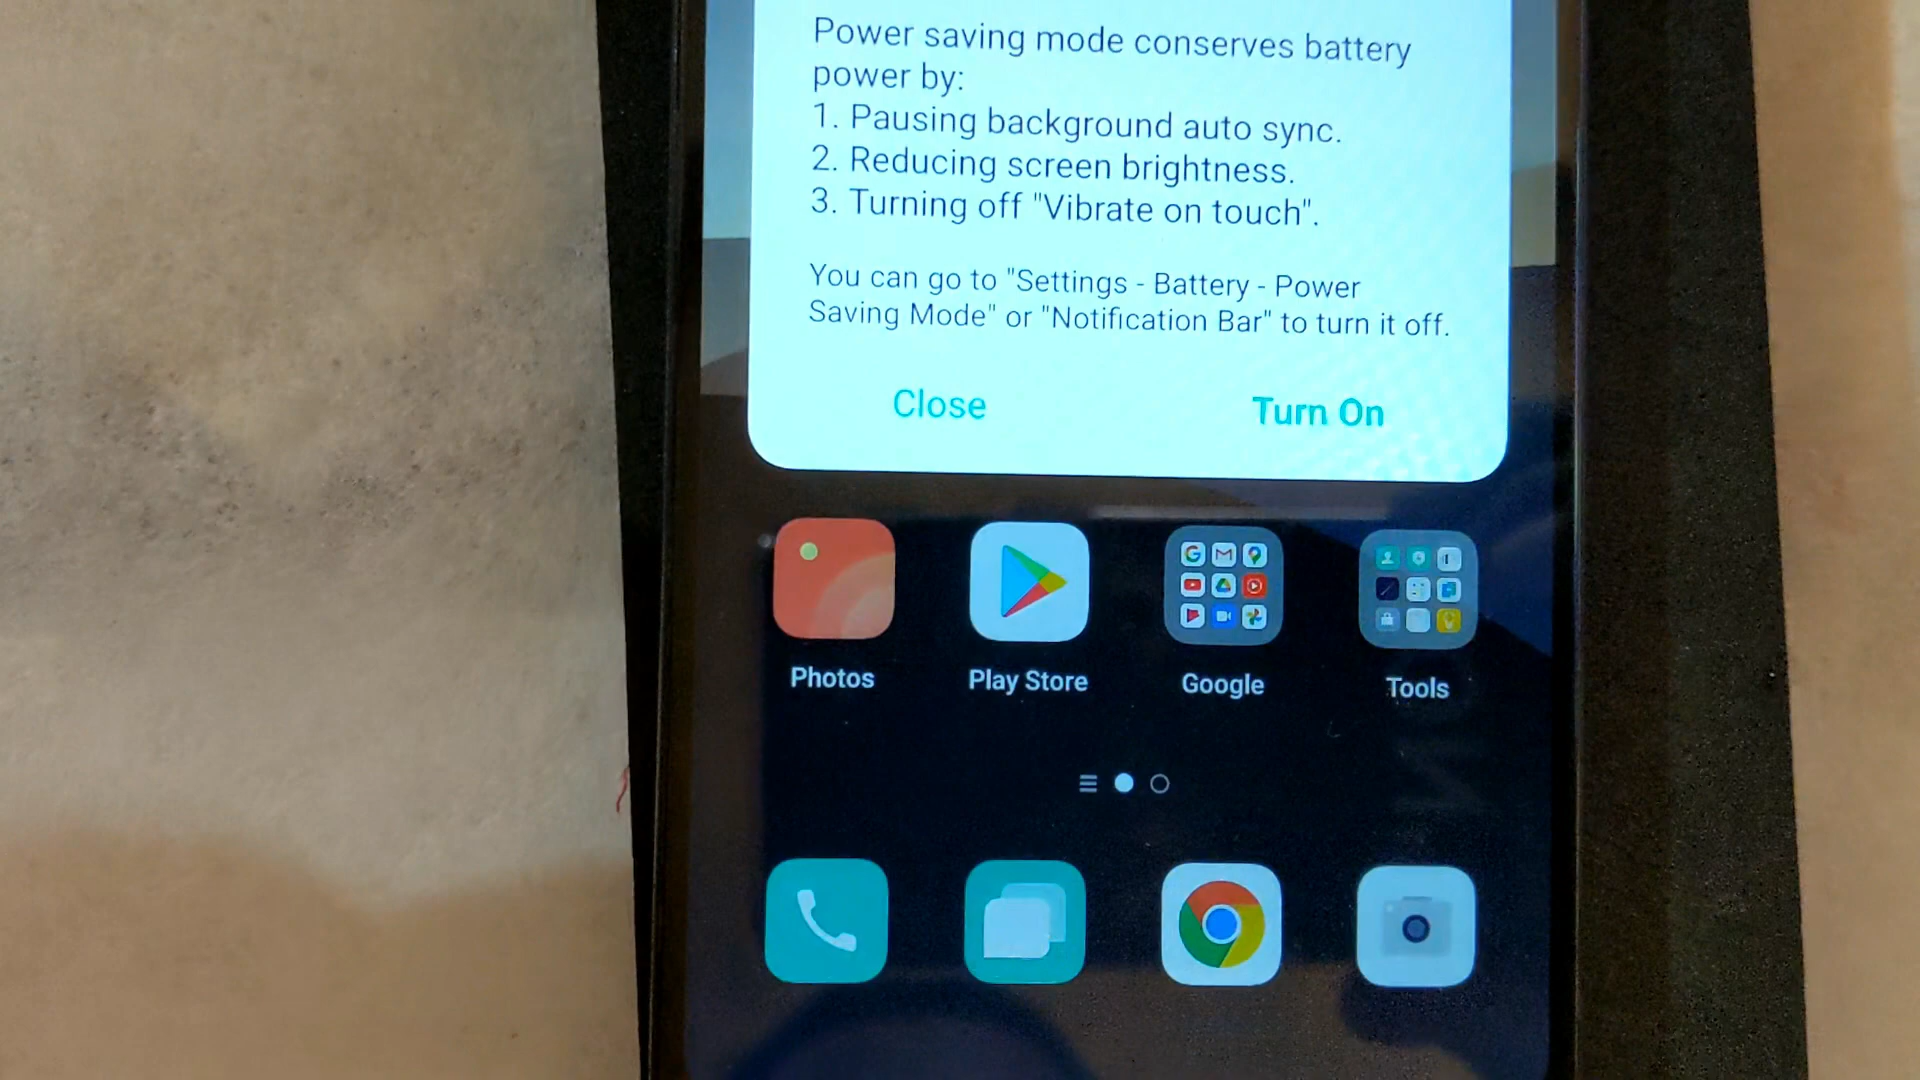 Power saving mode conserves battery
power by:
1. Pausing background auto sync.
2. Reducing screen brightness.
3. Turning off "Vibrate on touch".
You can go to "Settings - Battery - Power
Saving Mode" or "Notification Bar" to turn it off.
Close Turn On
Photos Play Store Google Tools